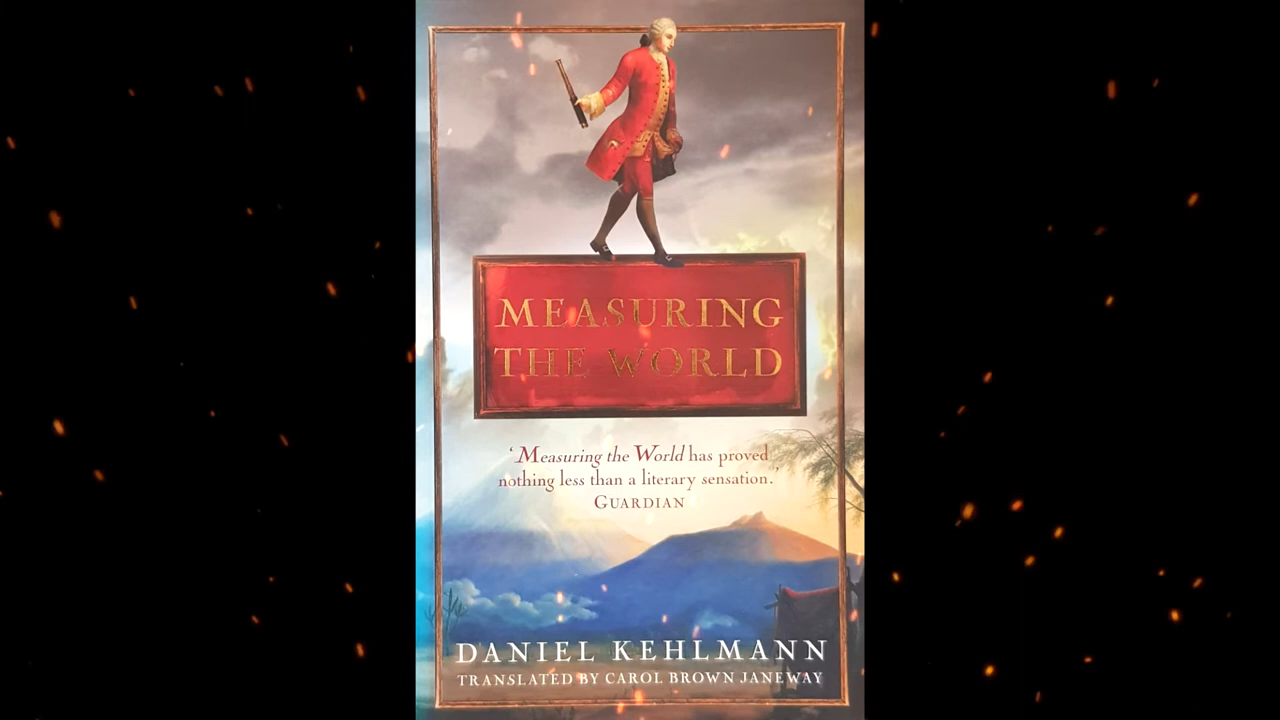 MEASURING
THE WORLD
‘Measuring the World has proved
nothing less than a literary sensation.’
GUARDIAN
DANIEL KEHLMANN
TRANSLATED BY CAROL BROWN JANEWAY